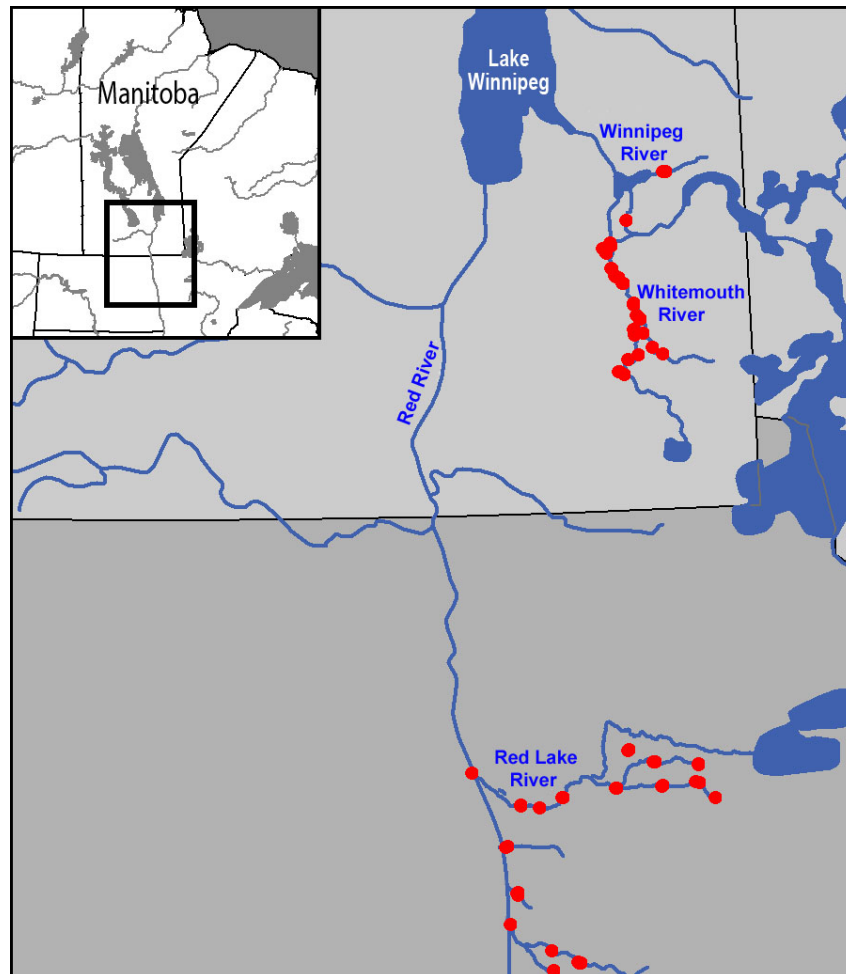 Manitoba
Lake
Winnipeg
Winnipeg
River
Whitemouth
River
Red River
Red Lake
River